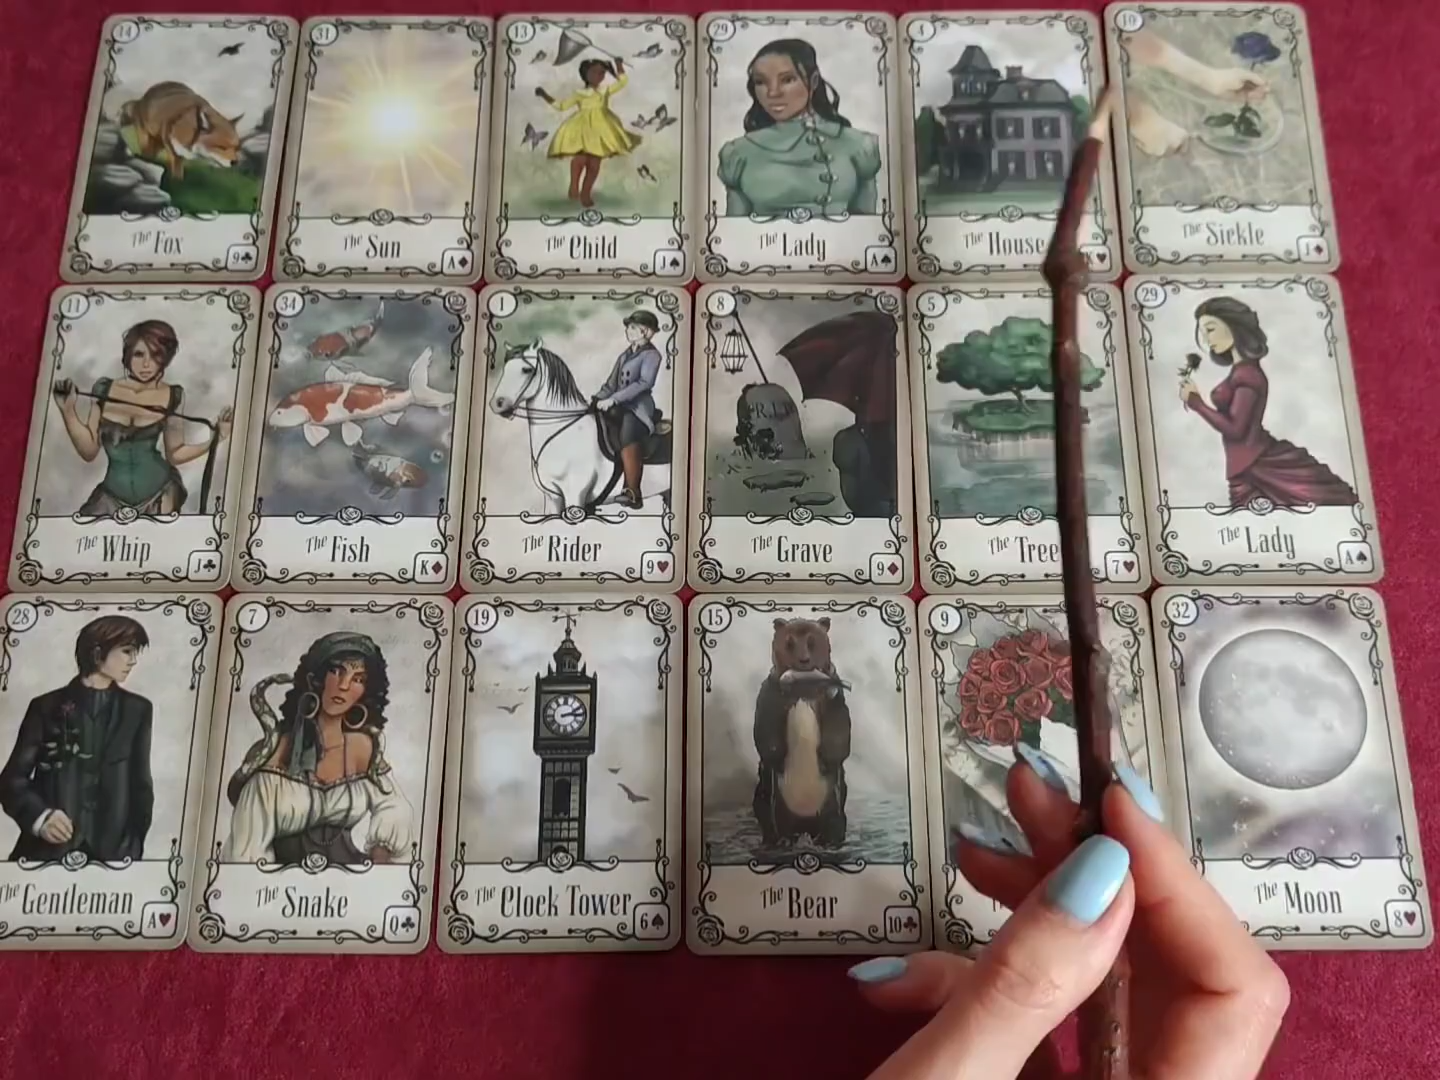 14
The Fox
9♣
31
The Sun
A♦
13
The Child
J♠
29
The Lady
A♠
4
The House
K♥
The Sickle
J♦
11
The Whip
J♣
34
The Fish
K♦
1
The Rider
9♥
8
R.I.P
The Grave
9♦
5
The Tree
7♥
29
The Lady
A♠
28
The Gentleman
A♥
7
The Snake
Q♣
19
The Clock Tower
6♠
15
The Bear
10♣
9
32
The Moon
8♥